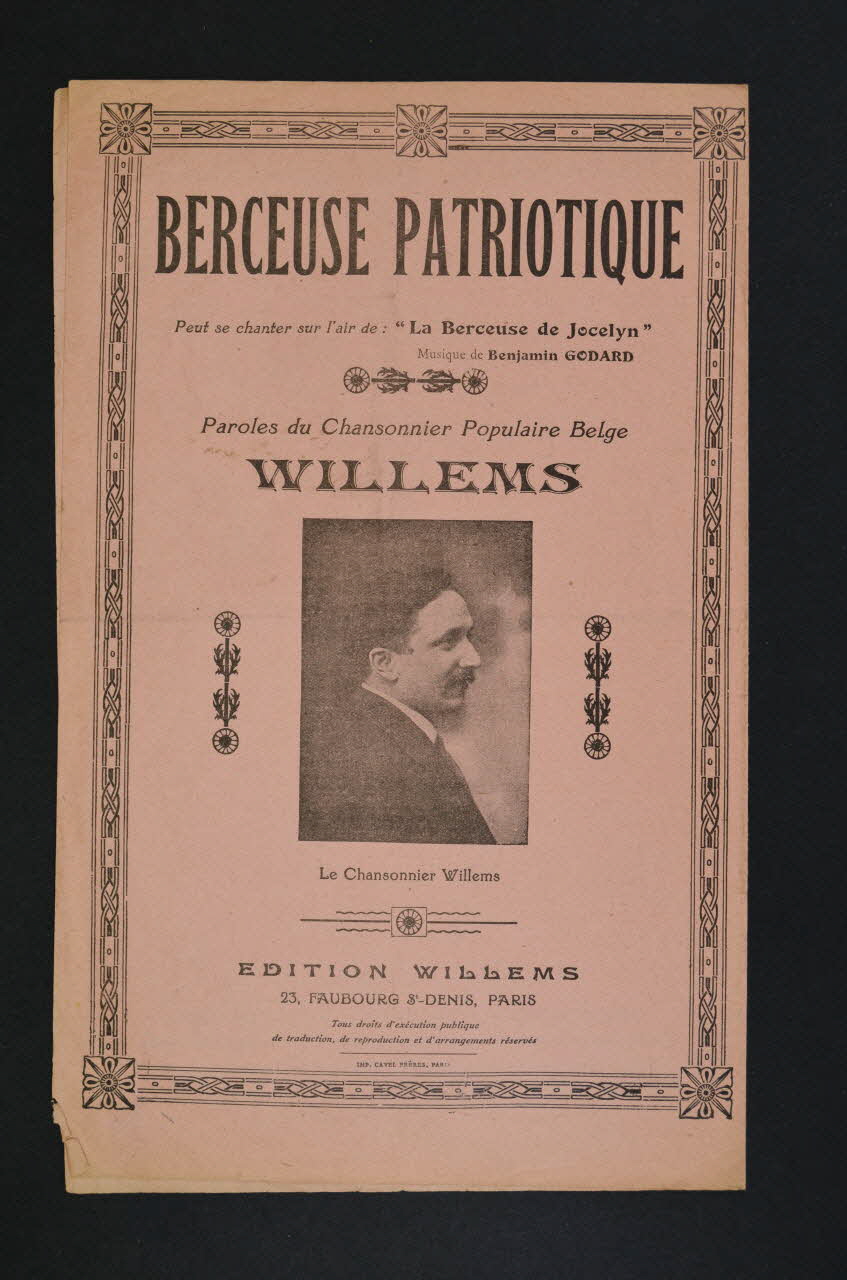 BERCEUSE PATRIOTIQUE
Peut se chanter sur l'air de : “ La Berceuse de Jocelyn ”
Musique de Benjamin GODARD
Paroles du Chansonnier Populaire Belge
WILLEMS
Le Chansonnier Willems
EDITION WILLEMS
23, FAUBOURG St-DENIS, PARIS
Tous droits d'exécution publique
de traduction, de reproduction et d'arrangements réservés
IMP. CAVEL FRÈRES, PARIS